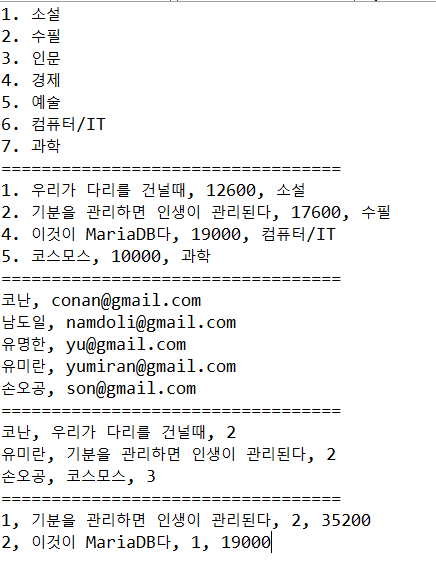 1. 소설
2. 수필
3. 인문
4. 경제
5. 예술
6. 컴퓨터/IT
7. 과학
==================================
1. 우리가 다리를 건널때, 12600, 소설
2. 기분을 관리하면 인생이 관리된다, 17600, 수필
4. 이것이 MariaDB다, 19000, 컴퓨터/IT
5. 코스모스, 10000, 과학
==================================
코난, conan@gmail.com
남도일, namdoli@gmail.com
유명한, yu@gmail.com
유미란, yumiran@gmail.com
손오공, son@gmail.com
==================================
코난, 우리가 다리를 건널때, 2
유미란, 기분을 관리하면 인생이 관리된다, 2
손오공, 코스모스, 3
==================================
1, 기분을 관리하면 인생이 관리된다, 2, 35200
2, 이것이 MariaDB다, 1, 19000